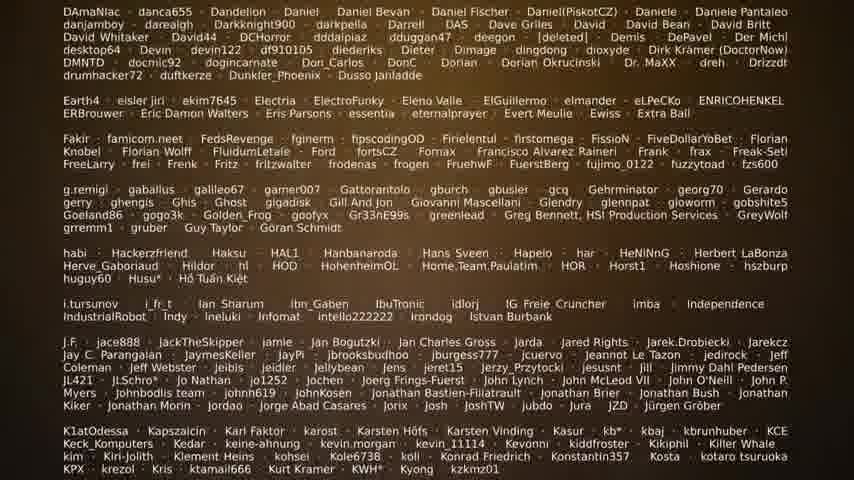 DAmaNlac · danca655 · Dandelion · Daniel · Daniel Bevan · Daniel Fischer · Daniel(PiskotCZ) · Daniele · Daniele Pantaleo
danjamboy · darealgh · Darkknight900 · darkpella · Darrell · DAS · Dave Griles · David · David Bean · David Britt
David Whitaker · David44 · DCHorror · dddaipiaz · dduggan47 · deegon · [deleted] · Demis · DePavel · Der Michl
desktop64 · Devin · devin122 · df910105 · diederiks · Dieter · Dimage · dingdong · dioxyde · Dirk Krämer (DoctorNow)
DMNTD · docmic92 · dogincarnate · Don_Carlos · DonC · Dorian · Dorian Okrucinski · Dr. MaXX · dreh · Drizzdt
drumhacker72 · duftkerze · Dunkler_Phoenix · Dusso Janladde
Earth4 · eisler jiri · ekim7645 · Electria · ElectroFunky · Eleno Valle · ElGuillermo · elmander · eLPeCKo · ENRICOHENKEL
ERBrouwer · Eric Damon Walters · Eris Parsons · essentia · eternalprayer · Evert Meulie · Ewiss · Extra Ball
Fakir · famicom.neet · FedsRevenge · fginerm · fipscodingOD · Firielentul · firstomega · FissioN · FiveDollarYoBet · Florian
Knobel · Florian Wolff · FluidumLetale · Ford · fortsCZ · Fornax · Francisco Alvarez Raineri · Frank · frax · Freak-Seti
FreeLarry · frei · Frenk · Fritz · fritzwalter · frodenas · frogen · FruehwF · FuerstBerg · fujimo_0122 · fuzzytoad · fzs600
g.remigi · gaballus · galileo67 · gamer007 · Gattorantolo · gburch · gbusler · gcq · Gehrminator · georg70 · Gerardo
gerry · ghengis · Ghis · Ghost · gigadisk · Gill And Jon · Giovanni Mascellani · Glendry · glennpat · gloworm · gobshite5
Goeland86 · gogo3k · Golden_Frog · goofyx · Gr33nE99s · greenlead · Greg Bennett, HSI Production Services · GreyWolf
grremm1 · gruber · Guy Taylor · Göran Schmidt
habi · Hackerzfriend · Haksu · HAL1 · Hanbanaroda · Hans Sveen · Hapelo · har · HeNiNnG · Herbert LaBonza
Herve_Gaboriaud · Hildor · hl · HOD · HohenheimOL · Home.Team.Paulatim · HOR · Horst1 · Hoshione · hszburp
huguy60 · Husu* · Hồ Tuấn Kiệt
i.tursunov · i_fr_t · Ian Sharum · Ibn_Gaben · IbuTronic · idlorj · IG Freie Cruncher · imba · Independence
IndustrialRobot · Indy · Ineluki · Infomat · intello222222 · irondog · Istvan Burbank
J.F. · jace888 · JackTheSkipper · jamie · Jan Bogutzki · Jan Charles Gross · Jarda · Jared Rights · Jarek.Drobiecki · Jarekcz
Jay C. Parangalan · JaymesKeller · JayPi · jbrooksbudhoo · jburgess777 · jcuervo · Jeannot Le Tazon · jedirock · Jeff
Coleman · Jeff Webster · Jeibis · jeidler · Jellybean · Jens · jeret15 · Jerzy_Przytocki · jesusnt · Jill · Jimmy Dahl Pedersen
JL421 · JLSchro* · Jo Nathan · jo1252 · Jochen · Joerg Frings-Fuerst · John Lynch · John McLeod VII · John O'Neill · John P.
Myers · Johnbodlis team · johnh619 · JohnKosen · Jonathan Bastien-Filiatrault · Jonathan Brier · Jonathan Bush · Jonathan
Kiker · Jonathan Morin · Jordao · Jorge Abad Casares · Jorix · Josh · JoshTW · jubdo · Jura · JZD · Jürgen Gröber
K1atOdessa · Kapszaicin · Karl Faktor · karost · Karsten Höfs · Karsten Vinding · Kasur · kb* · kbaj · kbrunhuber · KCE
Keck_Komputers · Kedar · keine-ahnung · kevin.morgan · kevin_11114 · Kevonni · kiddfroster · Kikiphil · Killer Whale
kim · Kiri-Jolith · Klement Heins · kohsei · Kole6738 · koli · Konrad Friedrich · Konstantin357 · Kosta · kotaro tsuruoka
KPX · krezol · Kris · ktamail666 · Kurt Kramer · KWH* · Kyong · kzkmz01